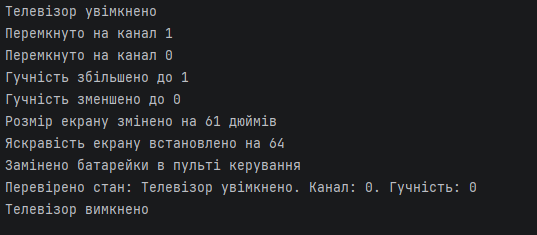 Телевізор увімкнено
Перемкнуто на канал 1
Перемкнуто на канал 0
Гучність збільшено до 1
Гучність зменшено до 0
Розмір екрану змінено на 61 дюймів
Яскравість екрану встановлено на 64
Замінено батарейки в пульті керування
Перевірено стан: Телевізор увімкнено. Канал: 0. Гучність: 0
Телевізор вимкнено